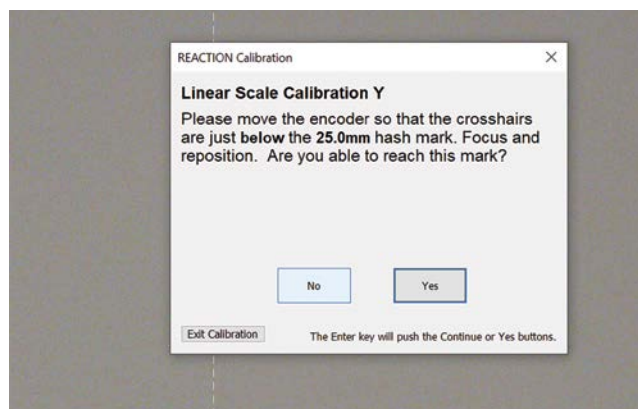 REACTION Calibration
Linear Scale Calibration Y
Please move the encoder so that the crosshairs
are just below the 25.0mm hash mark. Focus and
reposition. Are you able to reach this mark?
No
Yes
Exit Calibration
The Enter key will push the Continue or Yes buttons.